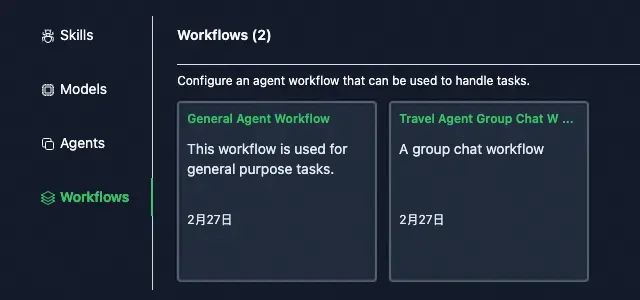 Skills
Models
Agents
Workflows
Workflows (2)
Configure an agent workflow that can be used to handle tasks.
General Agent Workflow
This workflow is used for
general purpose tasks.
2月27日
Travel Agent Group Chat W ...
A group chat workflow
2月27日